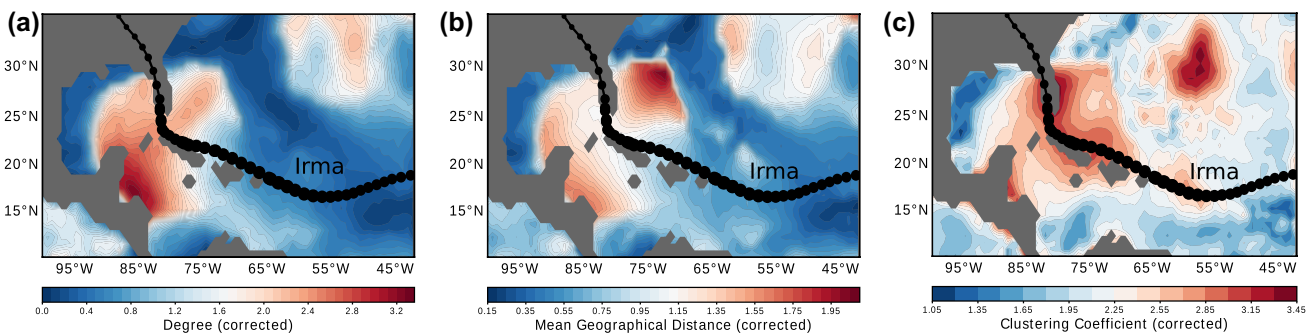 (a) (b) (c)
30°N 30°N 30°N
25°N 25°N 25°N
20°N 20°N 20°N
15°N 15°N 15°N
Irma Irma Irma
95°W 85°W 75°W 65°W 55°W 45°W 95°W 85°W 75°W 65°W 55°W 45°W 95°W 85°W 75°W 65°W 55°W 45°W
0.0 0.4 0.8 1.2 1.6 2.0 2.4 2.8 3.2 0.15 0.35 0.55 0.75 0.95 1.15 1.35 1.55 1.75 1.95 1.05 1.35 1.65 1.95 2.25 2.55 2.85 3.15 3.45
Degree (corrected) Mean Geographical Distance (corrected) Clustering Coefficient (corrected)